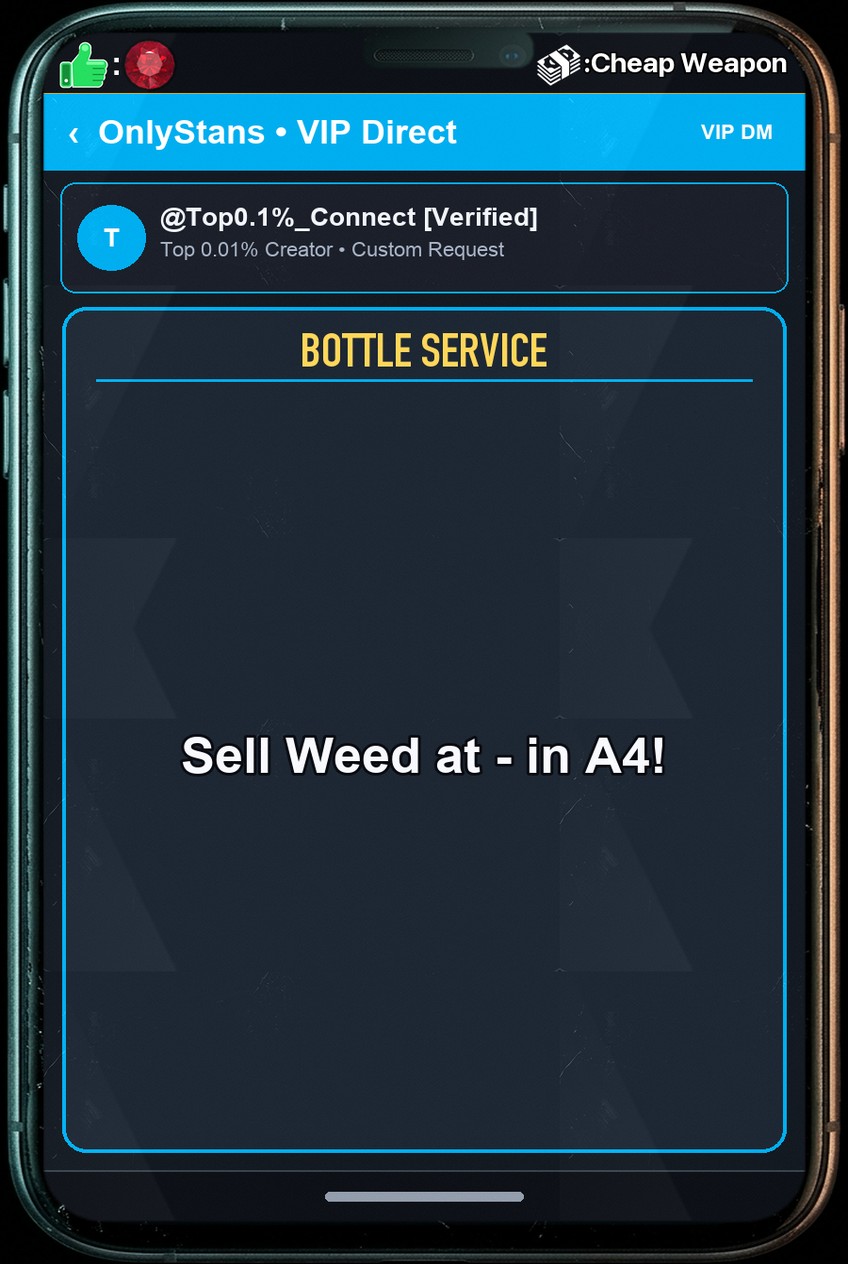 :
:Cheap Weapon
‹ OnlyStans • VIP Direct
VIP DM
T
@Top0.1%_Connect [Verified]
Top 0.01% Creator • Custom Request
BOTTLE SERVICE
Sell Weed at - in A4!